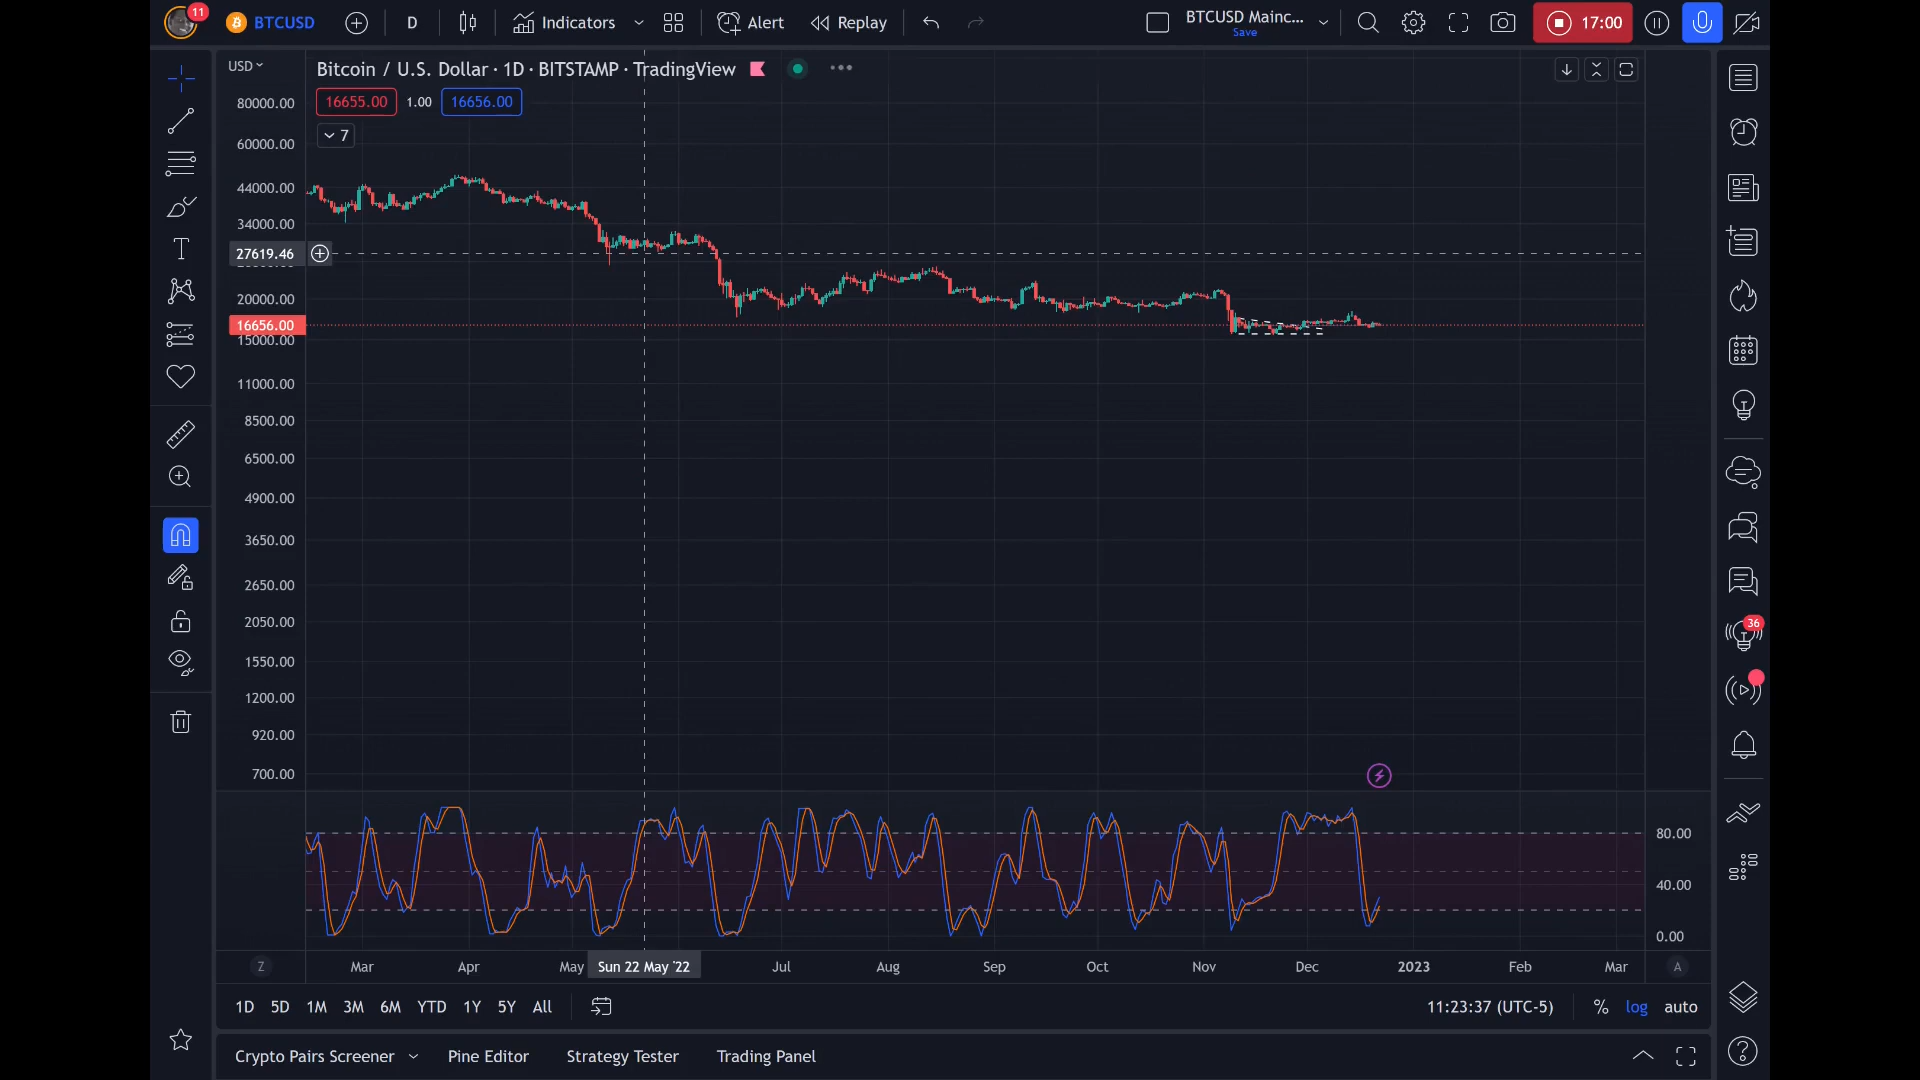 11
BTCUSD
D
Indicators
Alert
Replay
BTCUSD Mainc...
Save
17:00
USD
Bitcoin / U.S. Dollar · 1D · BITSTAMP · TradingView
16655.00 1.00 16656.00
7
80000.00
60000.00
44000.00
34000.00
27619.46
20000.00
16656.00
15000.00
11000.00
8500.00
6500.00
4900.00
3650.00
2650.00
2050.00
1550.00
1200.00
920.00
700.00
36
80.00
40.00
0.00
Z
Mar Apr May Sun 22 May '22 Jul Aug Sep Oct Nov Dec 2023 Feb Mar
A
1D 5D 1M 3M 6M YTD 1Y 5Y All
11:23:37 (UTC-5) % log auto
Crypto Pairs Screener Pine Editor Strategy Tester Trading Panel